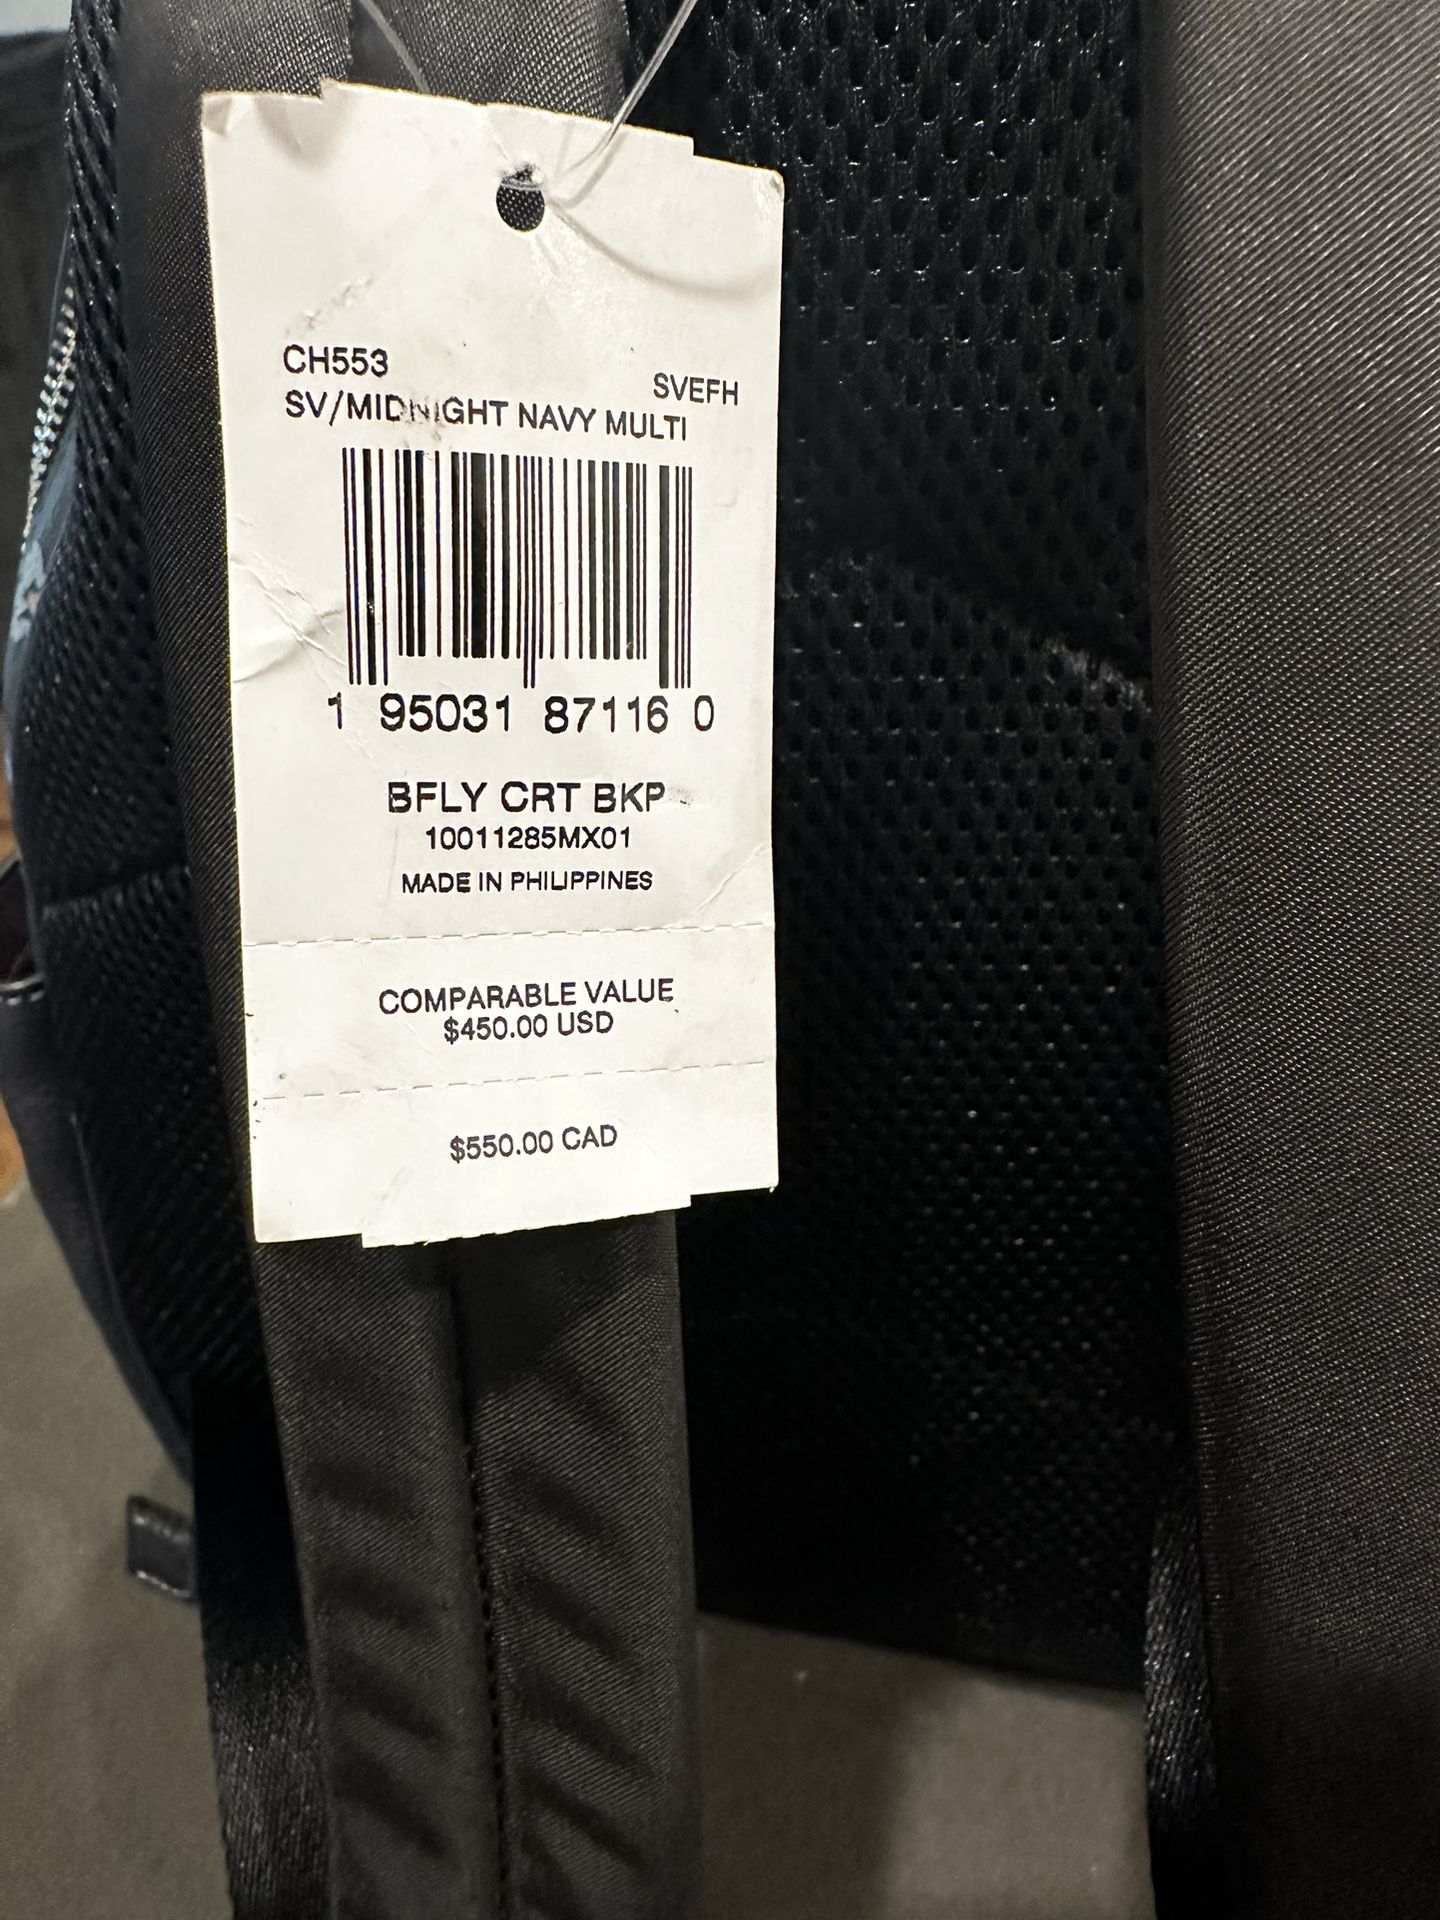 CH553
SVEFH
SV/MIDNIGHT NAVY MULTI
1 95031 87116 0
BFLY CRT BKP
10011285MX01
MADE IN PHILIPPINES
COMPARABLE VALUE
$450.00 USD
$550.00 CAD